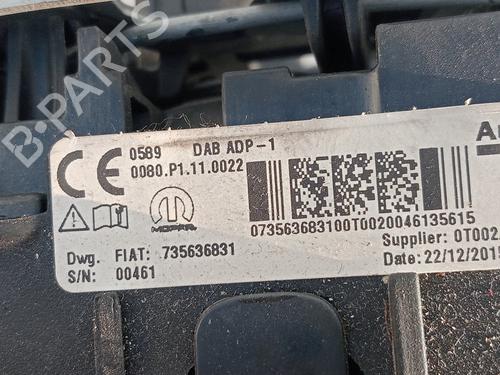 B-PARTS
0589 DAB ADP-1
0080.P1.11.0022
MOPAR
073563683100T0020046135615
Dwg. FIAT: 735636831
Supplier: 0T002
S/N: 00461
Date: 22/12/2015